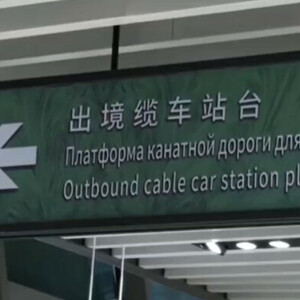 出境缆车站台
Платформа канатной дороги для
Outbound cable car station pl